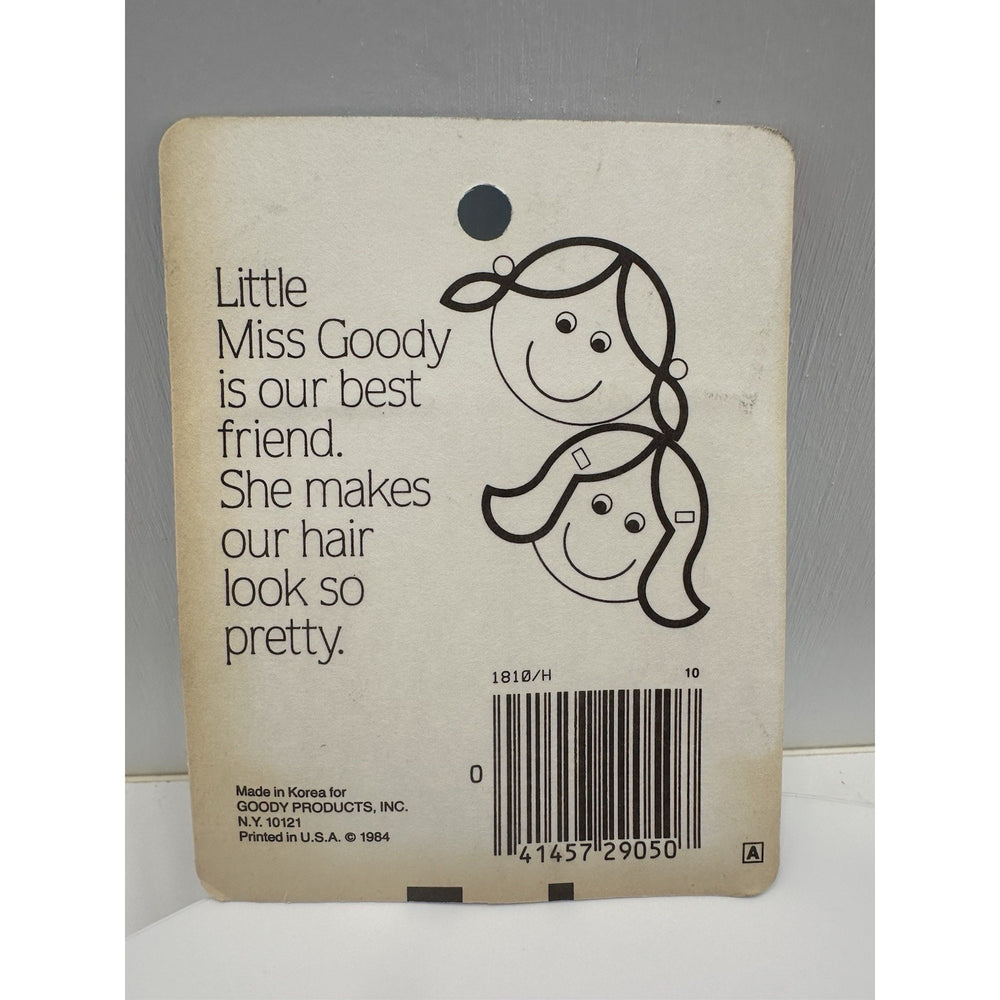 Little
Miss Goody
is our best
friend.
She makes
our hair
look so
pretty.
1810/H 10
0 41457 29050
Made in Korea for
GOODY PRODUCTS, INC.
N.Y. 10121
Printed in U.S.A. © 1984
A